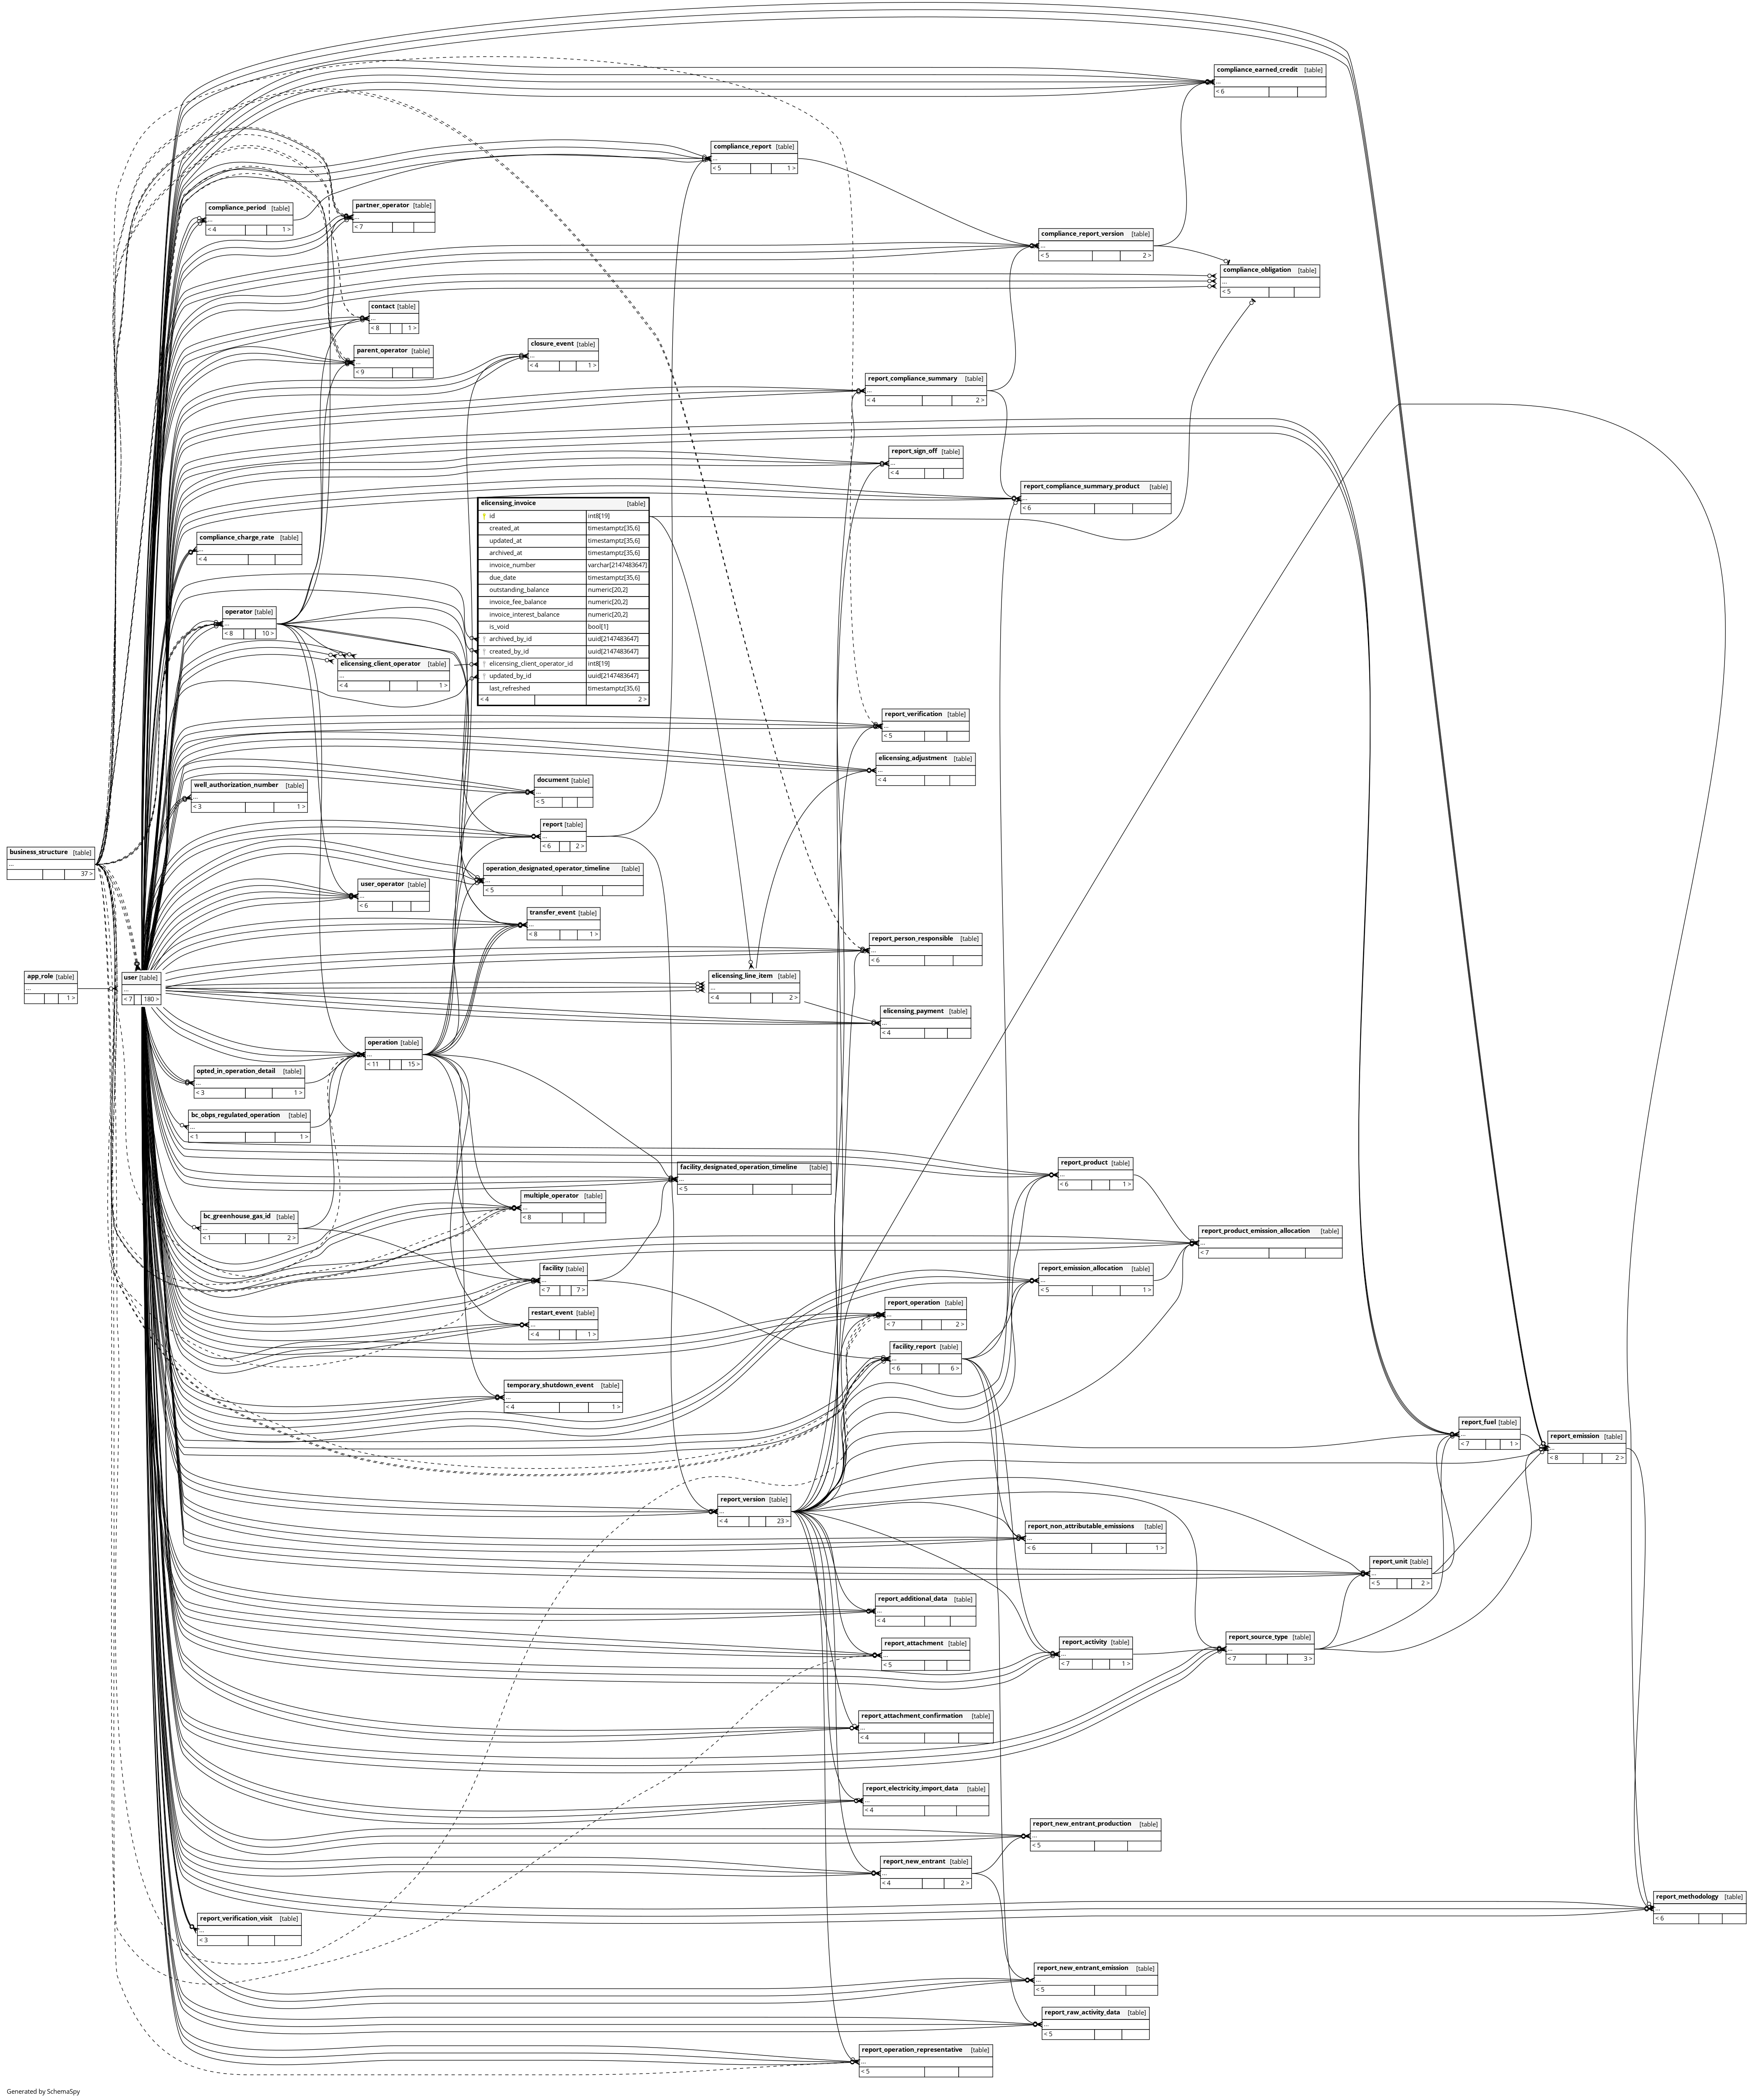 compliance_earned_credit [table]
...
< 6
compliance_report [table]
...
< 5 1 >
compliance_period [table]
...
< 4 1 >
partner_operator [table]
...
< 7
compliance_report_version [table]
...
< 5 2 >
compliance_obligation [table]
...
< 5
contact [table]
...
< 8 1 >
closure_event [table]
...
< 4 1 >
parent_operator [table]
...
< 9
report_compliance_summary [table]
...
< 4 2 >
report_sign_off [table]
...
< 4
report_compliance_summary_product [table]
...
< 6
elicensing_invoice [table]
id int8[19]
created_at timestamptz[35,6]
updated_at timestamptz[35,6]
archived_at timestamptz[35,6]
invoice_number varchar[2147483647]
due_date timestamptz[35,6]
outstanding_balance numeric[20,2]
invoice_fee_balance numeric[20,2]
invoice_interest_balance numeric[20,2]
is_void bool[1]
archived_by_id uuid[2147483647]
created_by_id uuid[2147483647]
elicensing_client_operator_id int8[19]
updated_by_id uuid[2147483647]
last_refreshed timestamptz[35,6]
< 4 2 >
compliance_charge_rate [table]
...
< 4
operator [table]
...
< 8 10 >
elicensing_client_operator [table]
...
< 4 1 >
report_verification [table]
...
< 5
elicensing_adjustment [table]
...
< 4
well_authorization_number [table]
...
< 3 1 >
document [table]
...
< 5
report [table]
...
< 6 2 >
business_structure [table]
...
37 >
operation_designated_operator_timeline [table]
...
< 5
user_operator [table]
...
< 6
transfer_event [table]
...
< 8 1 >
report_person_responsible [table]
...
< 6
app_role [table]
...
1 >
user [table]
...
< 7 180 >
elicensing_line_item [table]
...
< 4 2 >
elicensing_payment [table]
...
< 4
operation [table]
...
< 11 15 >
opted_in_operation_detail [table]
...
< 3 1 >
bc_obps_regulated_operation [table]
...
< 1 1 >
facility_designated_operation_timeline [table]
...
< 5
report_product [table]
...
< 6 1 >
multiple_operator [table]
...
< 8
bc_greenhouse_gas_id [table]
...
< 1 2 >
report_product_emission_allocation [table]
...
< 7
facility [table]
...
< 7 7 >
report_emission_allocation [table]
...
< 5 1 >
report_operation [table]
...
< 7 2 >
restart_event [table]
...
< 4 1 >
facility_report [table]
...
< 6 6 >
temporary_shutdown_event [table]
...
< 4 1 >
report_fuel [table]
...
< 7 1 >
report_emission [table]
...
< 8 2 >
report_version [table]
...
< 4 23 >
report_non_attributable_emissions [table]
...
< 6 1 >
report_unit [table]
...
< 5 2 >
report_additional_data [table]
...
< 4
report_source_type [table]
...
< 7 3 >
report_attachment [table]
...
< 5
report_activity [table]
...
< 7 1 >
report_attachment_confirmation [table]
...
< 4
report_electricity_import_data [table]
...
< 4
report_new_entrant_production [table]
...
< 5
report_new_entrant [table]
...
< 4 2 >
report_methodology [table]
...
< 6
report_verification_visit [table]
...
< 3
report_new_entrant_emission [table]
...
< 5
report_raw_activity_data [table]
...
< 5
report_operation_representative [table]
...
< 5
Generated by SchemaSpy